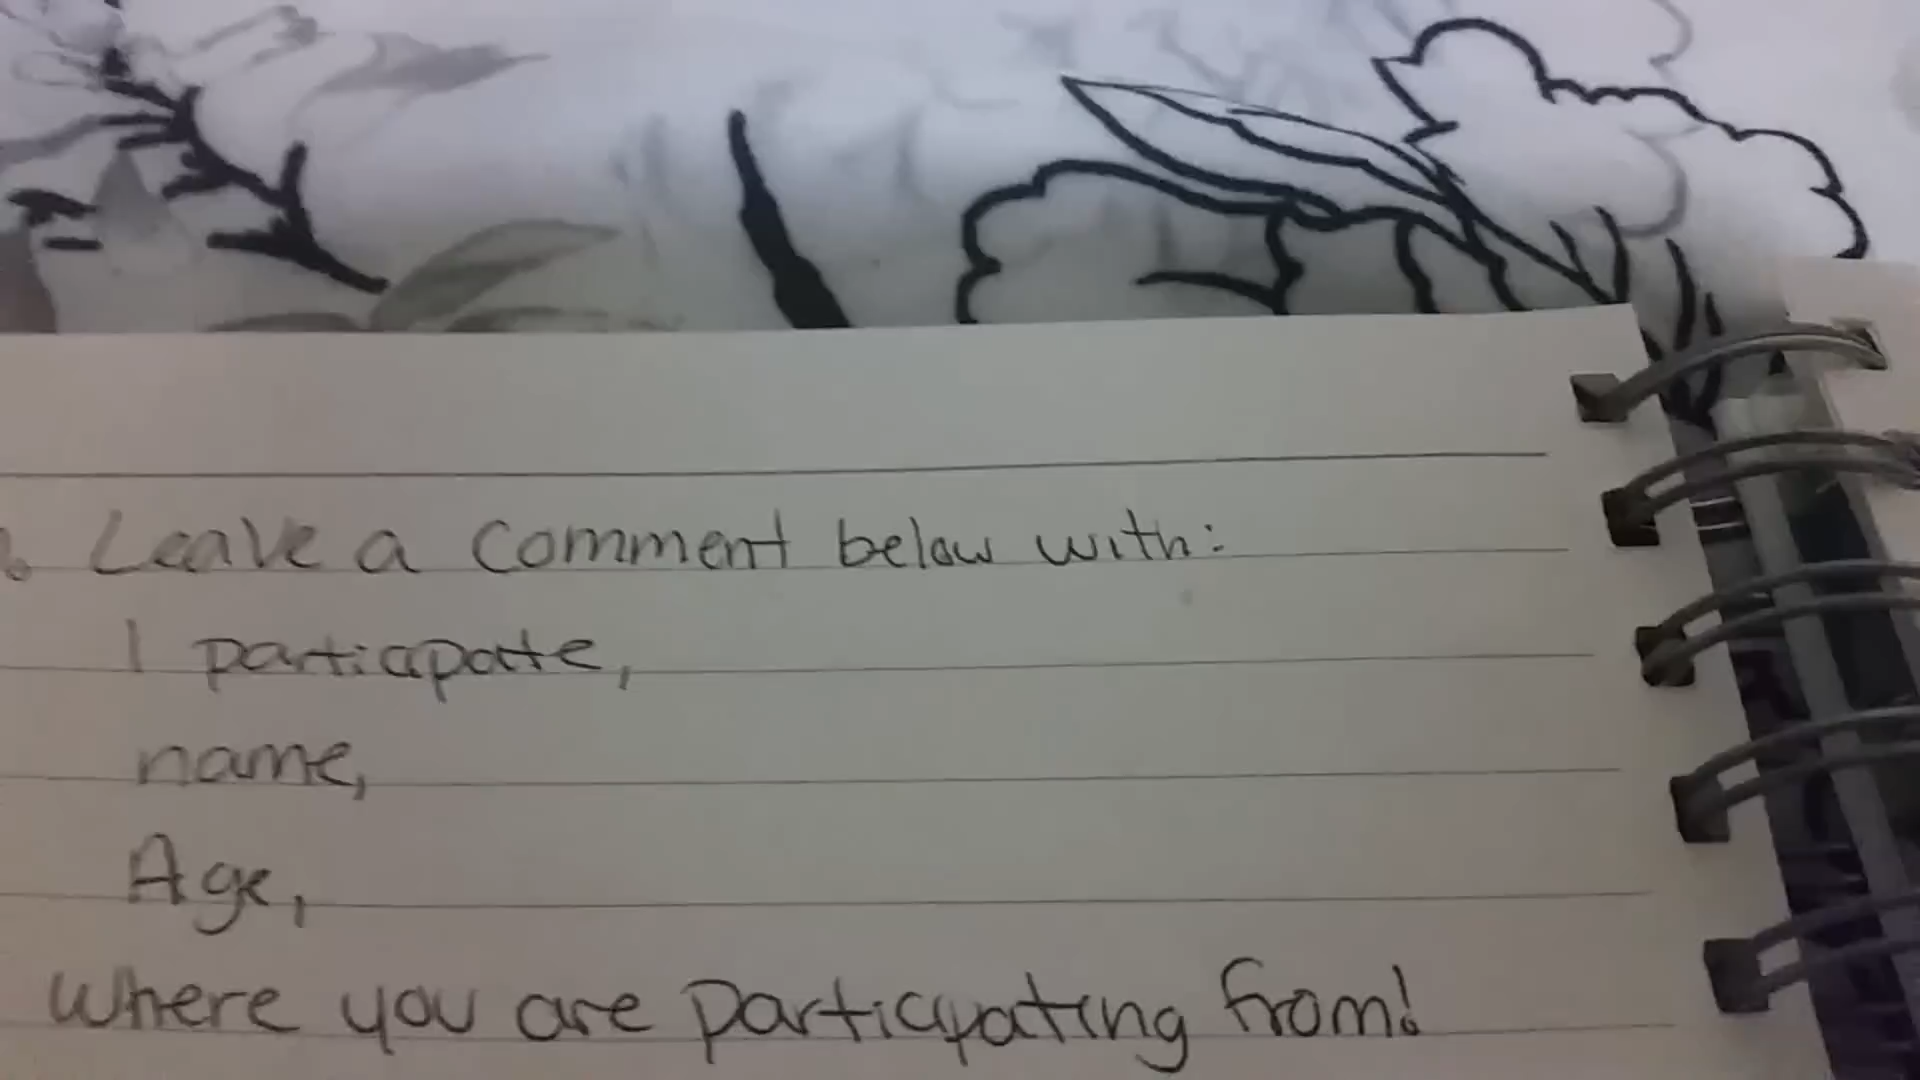 Leave a comment below with:
I participate,
name,
Age,
where you are participating from!